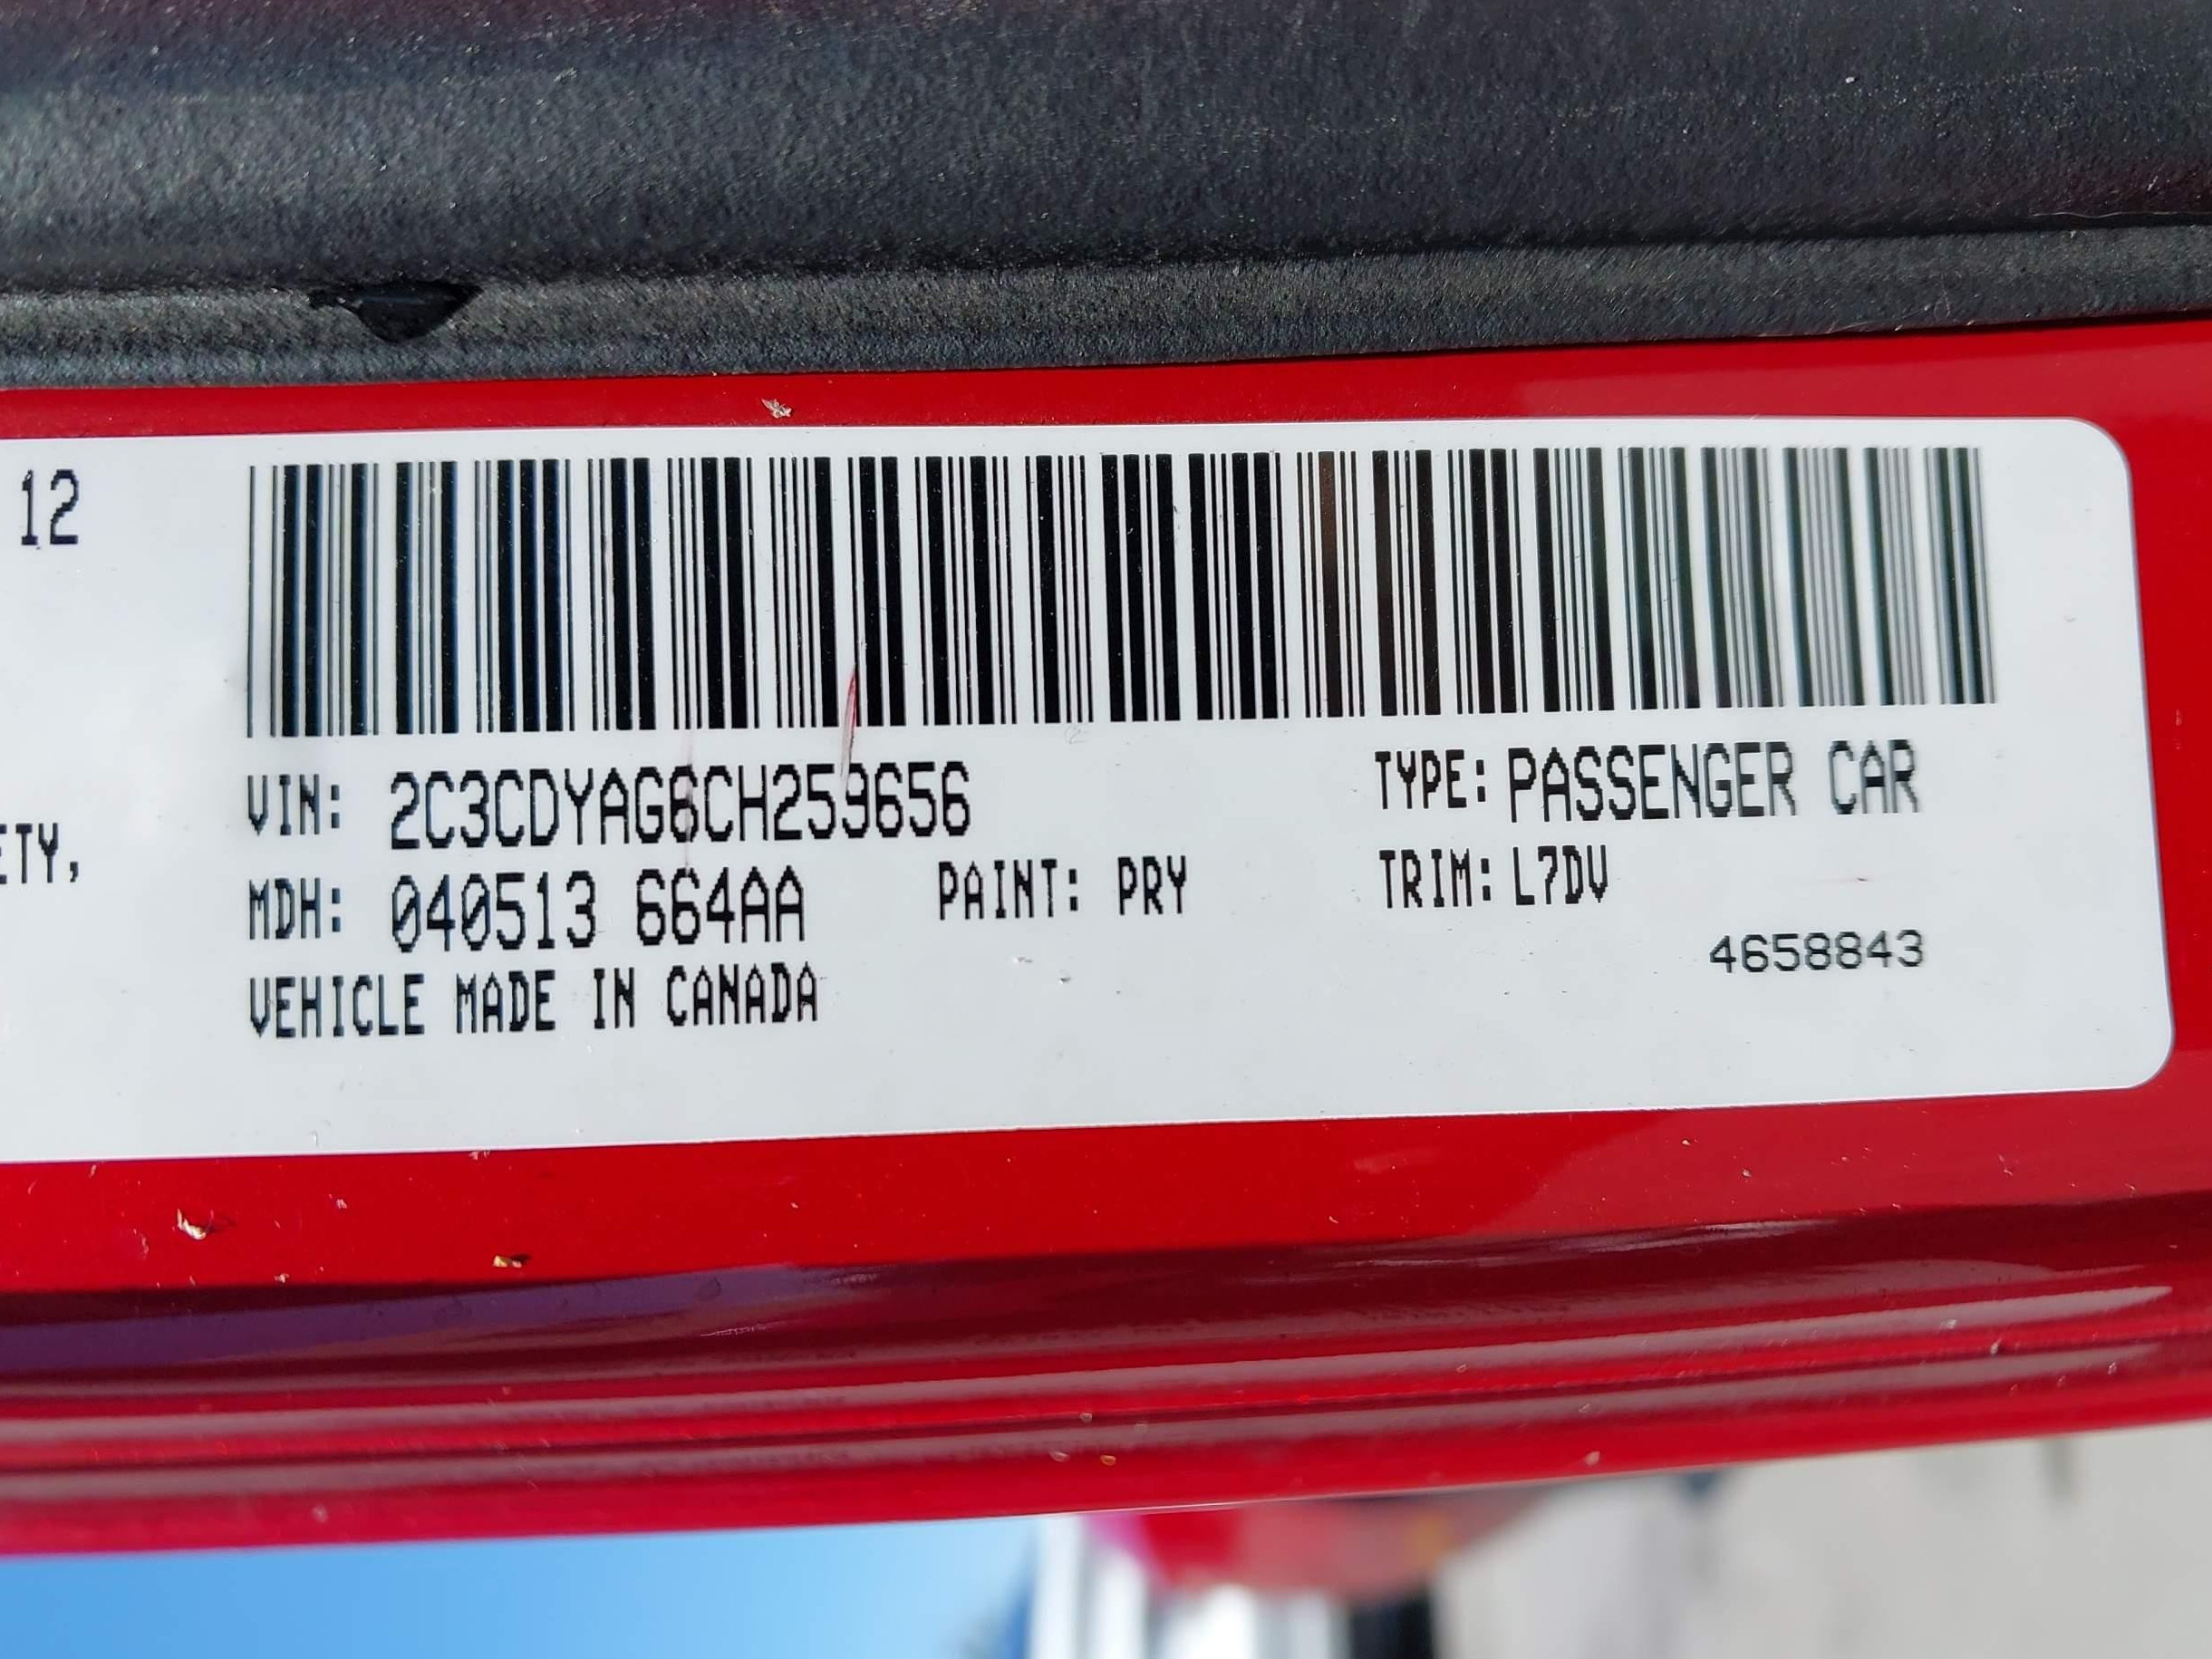 12
VIN: 2C3CDYAG6CH259656
TYPE: PASSENGER CAR
ETY,
MDH: 040513 664AA PAINT: PRY TRIM: L7DV
4658843
VEHICLE MADE IN CANADA